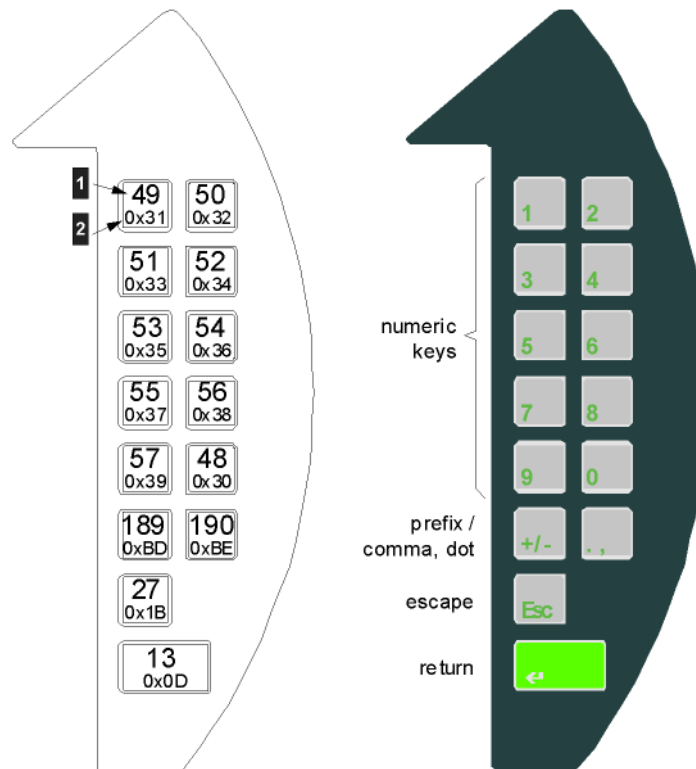 1
2
49 50
0x31 0x32
51 52
0x33 0x34
53 54
0x35 0x36
55 56
0x37 0x38
57 48
0x39 0x30
189 190
0xBD 0xBE
27
0x1B
13
0x0D
numeric
keys
prefix /
comma, dot
escape
return
1 2
3 4
5 6
7 8
9 0
+/- . ,
Esc
↵